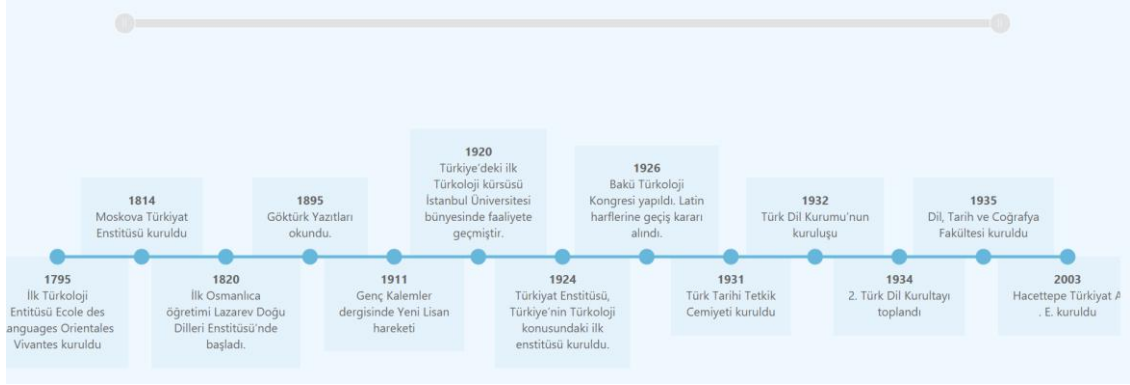 1795
İlk Türkoloji
Entitüsü Ecole des
anguages Orientales
Vivantes kuruldu
1814
Moskova Türkiyat
Enstitüsü kuruldu
1820
İlk Osmanlıca
öğretimi Lazarev Doğu
Dilleri Enstitüsü'nde
başladı.
1895
Göktürk Yazıtları
okundu.
1911
Genç Kalemler
dergisinde Yeni Lisan
hareketi
1920
Türkiye'deki ilk
Türkoloji kürsüsü
İstanbul Üniversitesi
bünyesinde faaliyete
geçmiştir.
1924
Türkiyat Enstitüsü,
Türkiye'nin Türkoloji
konusundaki ilk
enstitüsü kuruldu.
1926
Bakü Türkoloji
Kongresi yapıldı. Latin
harflerine geçiş kararı
alındı.
1931
Türk Tarihi Tetkik
Cemiyeti kuruldu
1932
Türk Dil Kurumu'nun
kuruluşu
1934
2. Türk Dil Kurultayı
toplandı
1935
Dil, Tarih ve Coğrafya
Fakültesi kuruldu
2003
Hacettepe Türkiyat A
. E. kuruldu